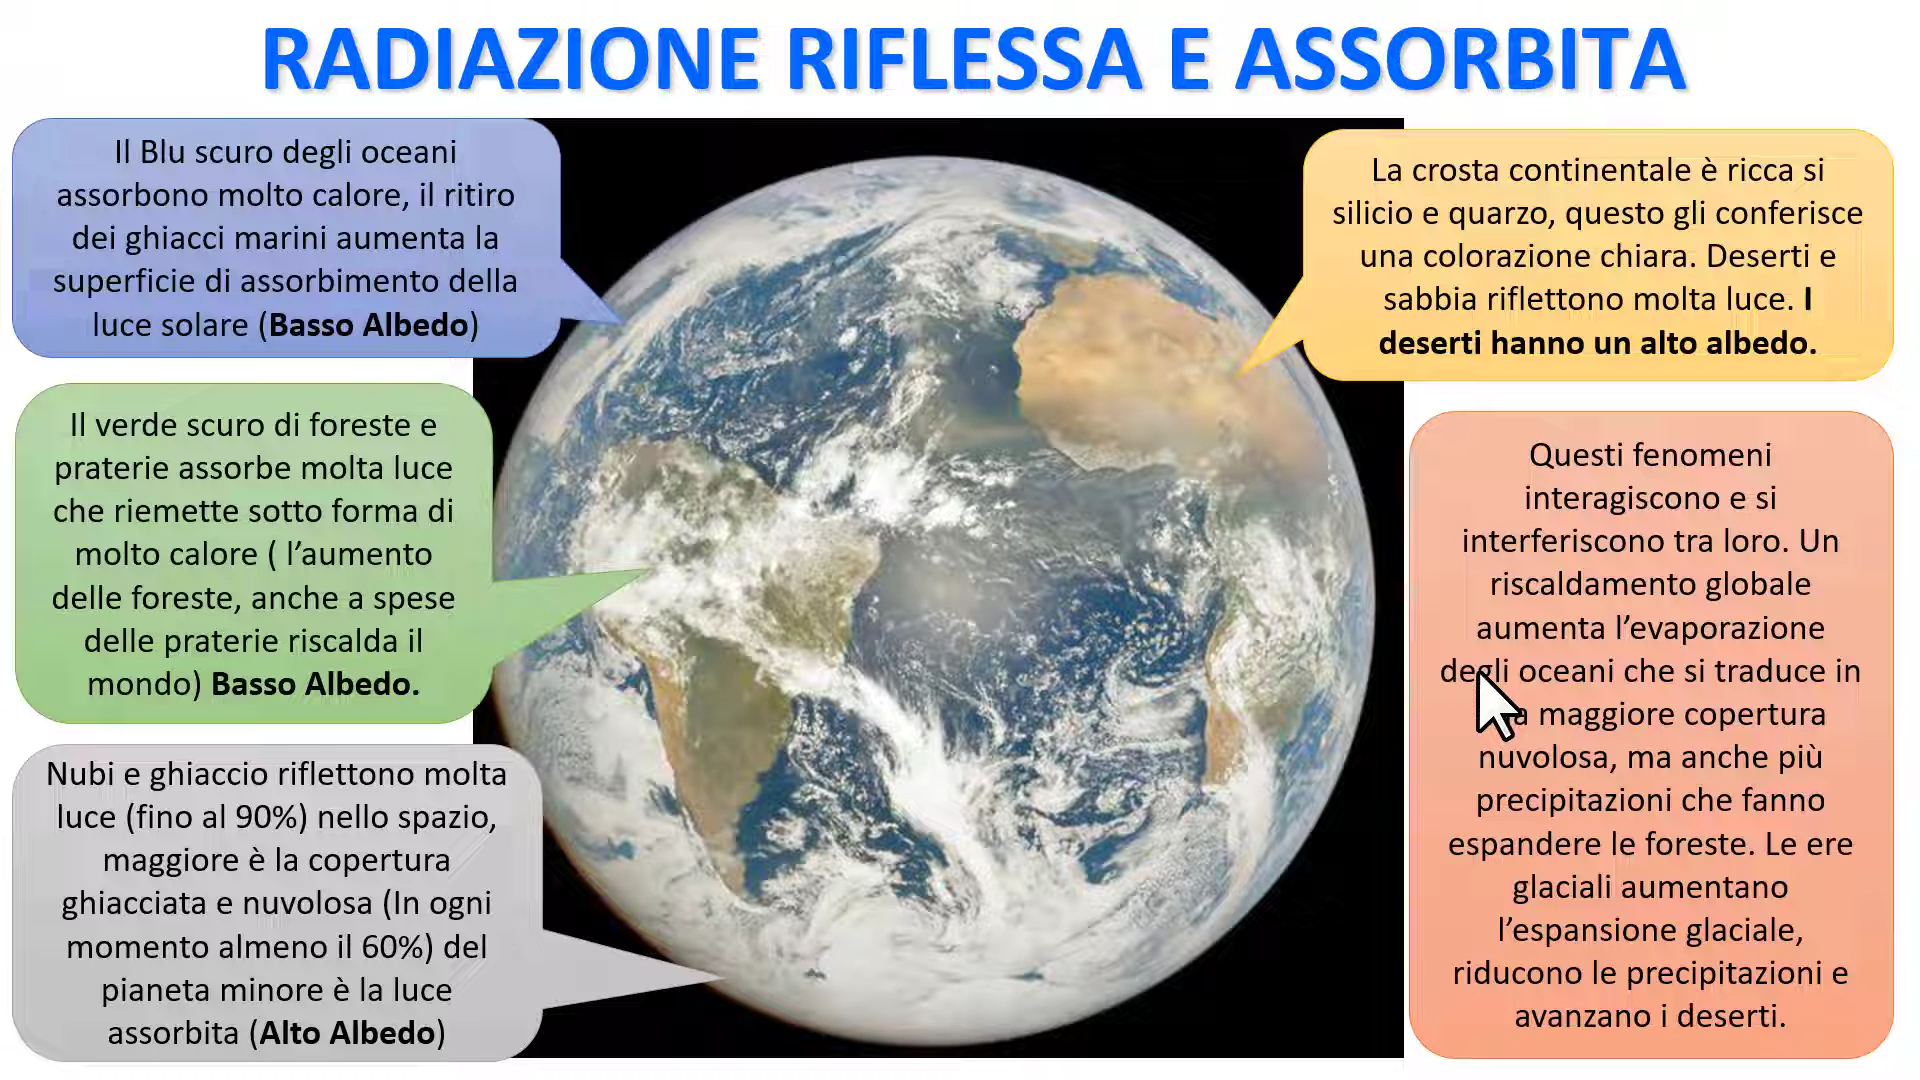 RADIAZIONE RIFLESSA E ASSORBITA
Il Blu scuro degli oceani
assorbono molto calore, il ritiro
dei ghiacci marini aumenta la
superficie di assorbimento della
luce solare (Basso Albedo)
Il verde scuro di foreste e
praterie assorbe molta luce
che riemette sotto forma di
molto calore ( l’aumento
delle foreste, anche a spese
delle praterie riscalda il
mondo) Basso Albedo.
Nubi e ghiaccio riflettono molta
luce (fino al 90%) nello spazio,
maggiore è la copertura
ghiacciata e nuvolosa (In ogni
momento almeno il 60%) del
pianeta minore è la luce
assorbita (Alto Albedo)
La crosta continentale è ricca si
silicio e quarzo, questo gli conferisce
una colorazione chiara. Deserti e
sabbia riflettono molta luce. I
deserti hanno un alto albedo.
Questi fenomeni
interagiscono e si
interferiscono tra loro. Un
riscaldamento globale
aumenta l’evaporazione
degli oceani che si traduce in
maggiore copertura
nuvolosa, ma anche più
precipitazioni che fanno
espandere le foreste. Le ere
glaciali aumentano
l’espansione glaciale,
riducono le precipitazioni e
avanzano i deserti.